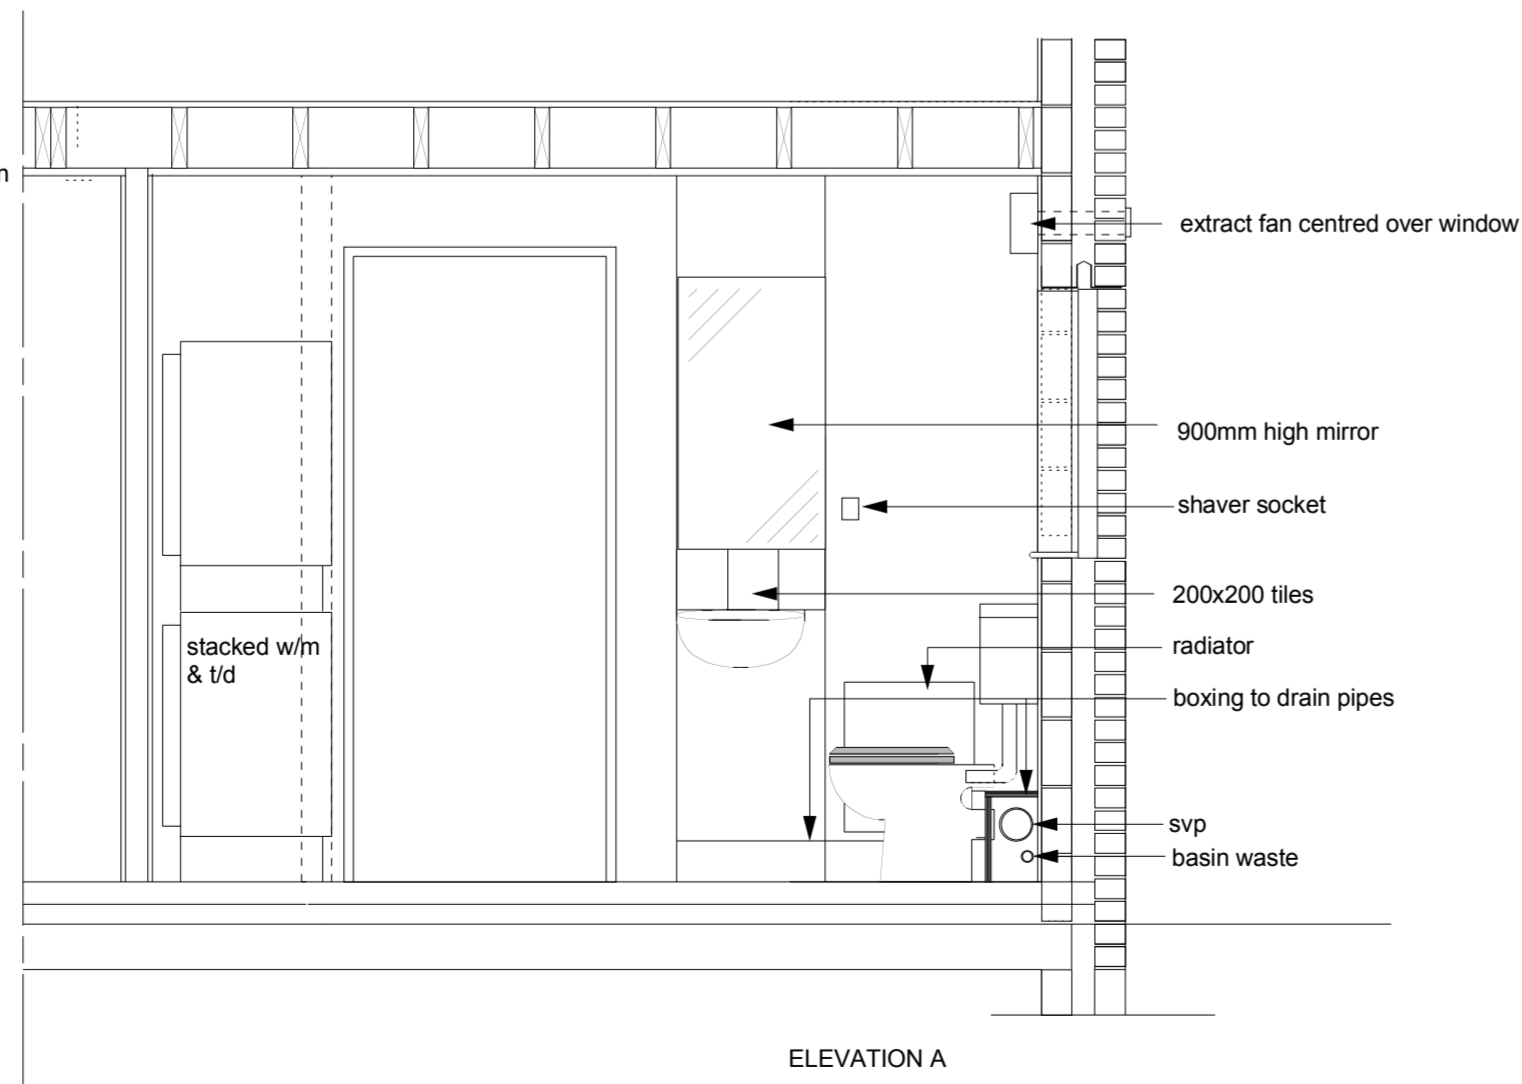 extract fan centred over window
900mm high mirror
shaver socket
200x200 tiles
radiator
stacked w/m
& t/d
boxing to drain pipes
svp
basin waste
ELEVATION A